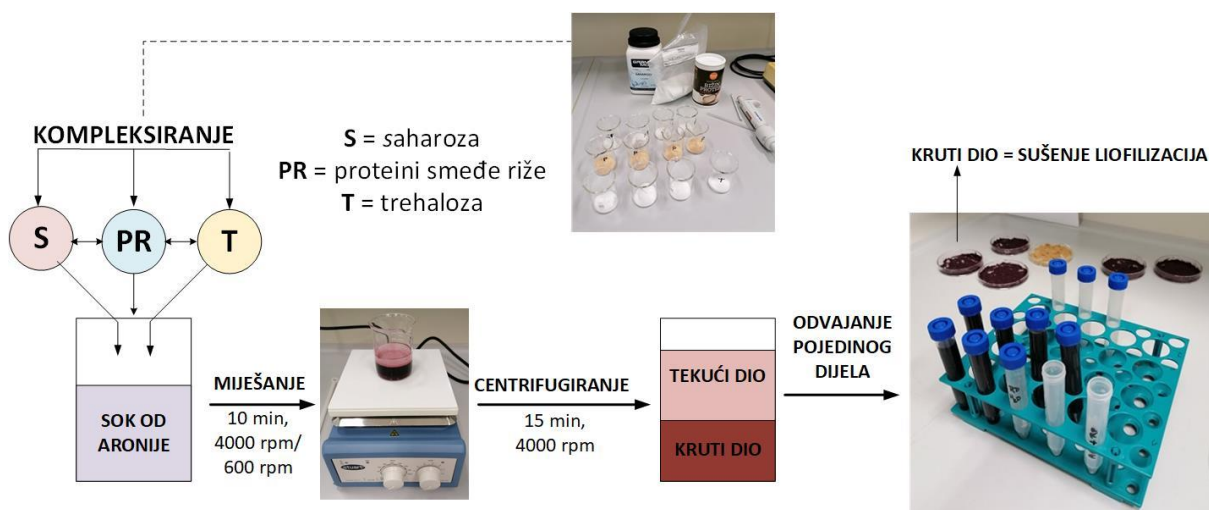 KOMPLEKSIRANJE
S = saharoza
PR = proteini smeđe riže
T = trehaloza
S
PR
T
SOK OD
ARONIJE
MIJEŠANJE
10 min,
4000 rpm/
600 rpm
CENTRIFUGIRANJE
15 min,
4000 rpm
TEKUĆI DIO
KRUTI DIO
ODVAJANJE
POJEDINOG
DIJELA
KRUTI DIO = SUŠENJE LIOFILIZACIJA